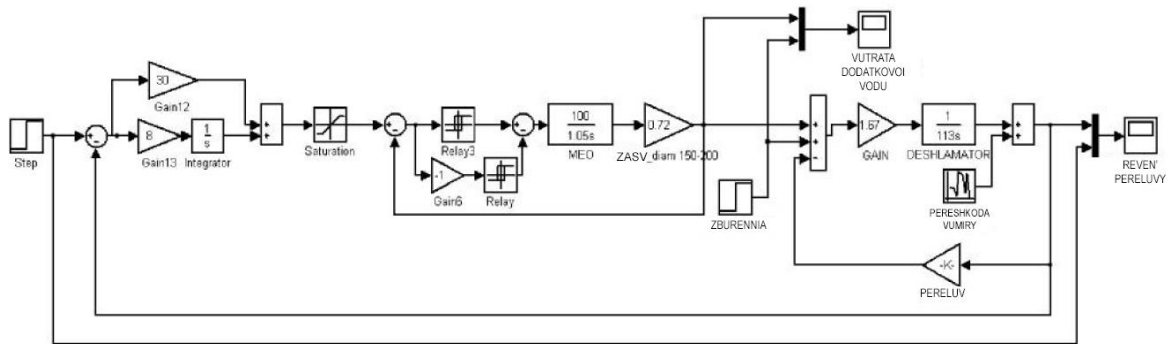 Step
30
Gain12
8
Gain13
1
s
Integrator
Saturation
Relay3
-1
Gain6
Relay
100
1.05s
MEO
0.72
ZASV_diam 150-200
VUTRATA
DODATKOVOI
VODU
ZBURENNIA
1.67
GAIN
1
113s
DESHLAMATOR
PERESHKODA
VUMIRY
-K-
PERELUV
REVEN'
PERELUVY